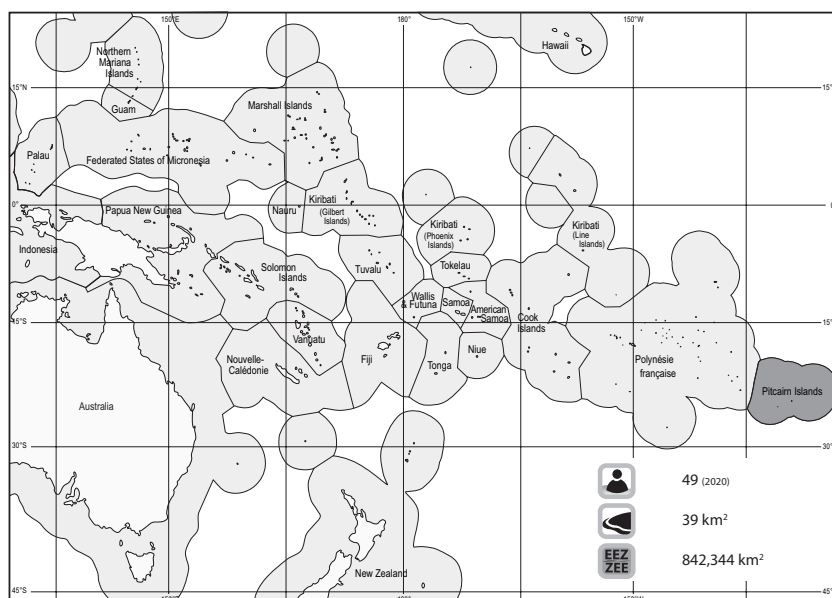 150°E
180°
150°W
Hawaii
Northern
Mariana
Islands
15°N
15°N
Guam
Marshall Islands
Palau
Federated States of Micronesia
0°
0°
Papua New Guinea
Nauru
Kiribati
(Gilbert
Islands)
Kiribati
(Phoenix
Islands)
Kiribati
(Line
Islands)
Indonesia
Solomon
Islands
Tuvalu
Tokelau
Wallis
& Futuna
Samoa
American
Samoa
Cook
Islands
15°S
15°S
Vanuatu
Nouvelle-
Calédonie
Fiji
Tonga
Niue
Polynésie
française
Pitcairn Islands
Australia
30°S
30°S
49 (2020)
39 km²
EEZ
ZEE
842,344 km²
New Zealand
45°S
45°S
150°E
180°
150°W